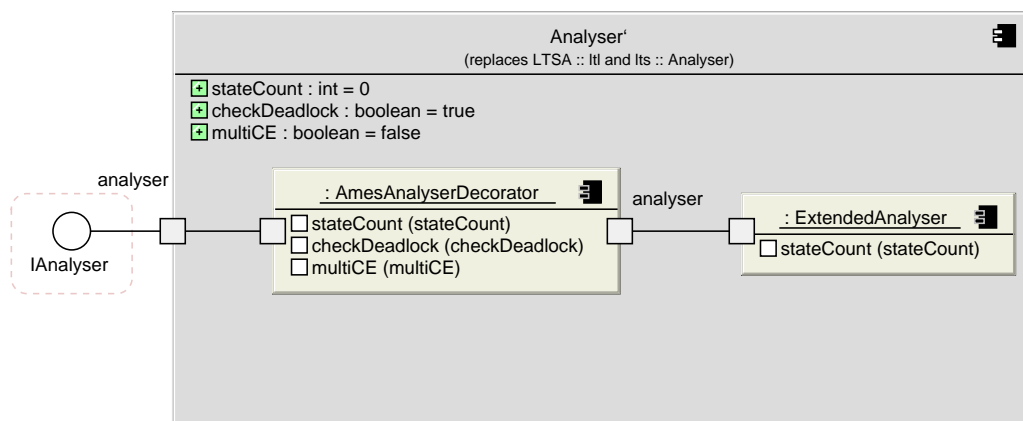 Analyser‘
(replaces LTSA :: ltl and lts :: Analyser)
stateCount : int = 0
checkDeadlock : boolean = true
multiCE : boolean = false
analyser
IAnalyser
: AmesAnalyserDecorator
stateCount (stateCount)
checkDeadlock (checkDeadlock)
multiCE (multiCE)
analyser
: ExtendedAnalyser
stateCount (stateCount)